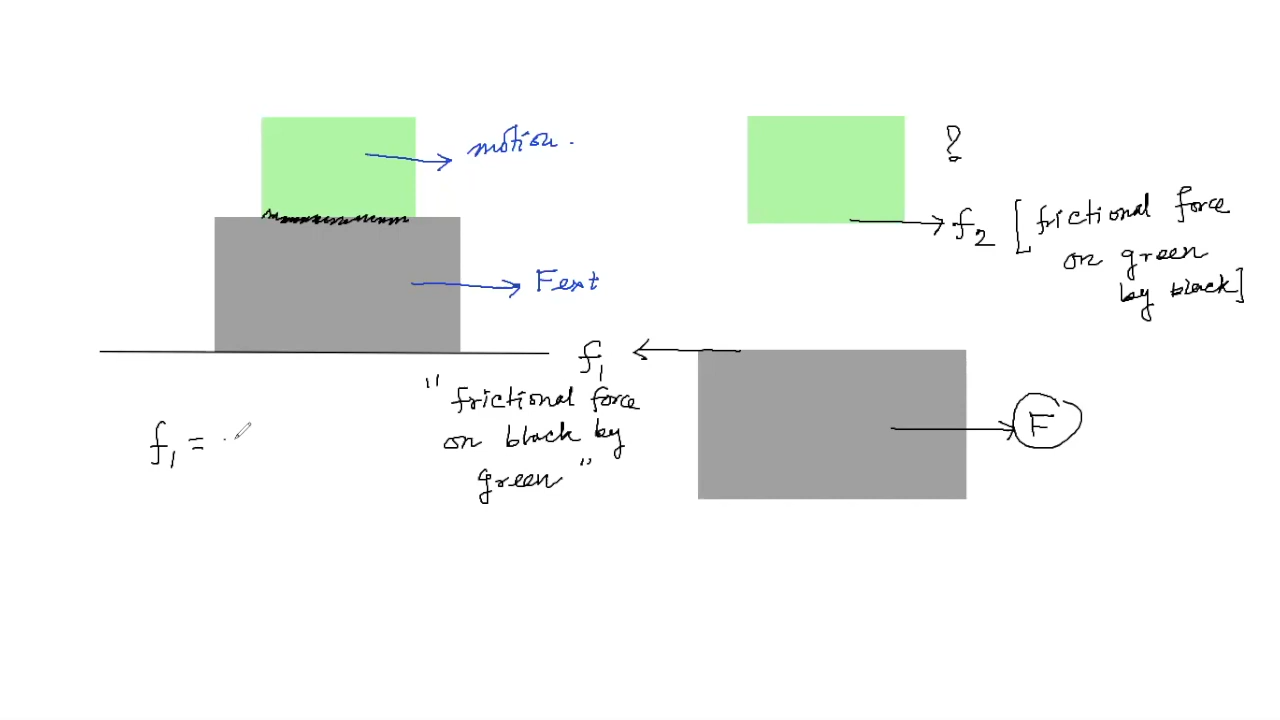 motion.
Fext
?
f2 [frictional force
on green
by black]
f1
"frictional force
on black by
green"
F
f1 =